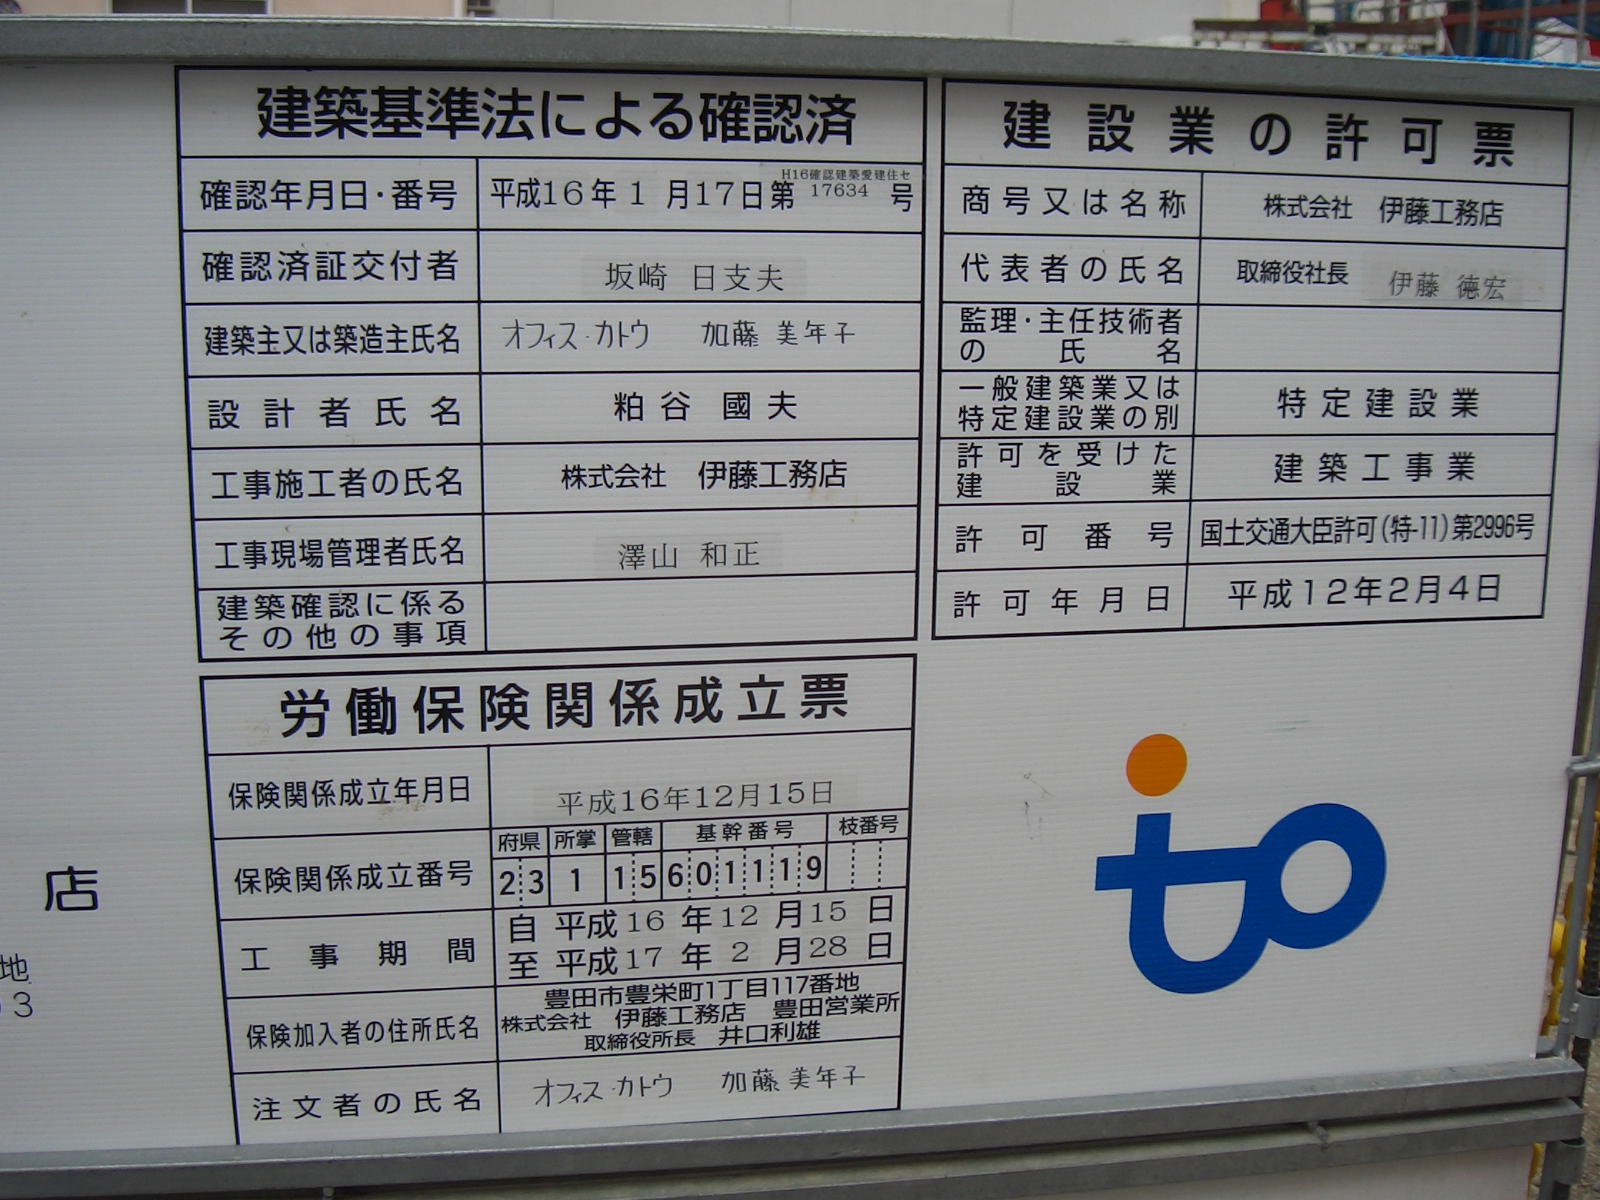 建築基準法による確認済
確認年月日・番号 平成16年1月17日第 H16確認建築愛建住セ 17634 号
確認済証交付者 坂崎 日支夫
建築主又は築造主氏名 オフィス・カトウ 加藤 美年子
設計者氏名 粕谷 國夫
工事施工者の氏名 株式会社 伊藤工務店
工事現場管理者氏名 澤山 和正
建築確認に係る
その他の事項
建設業の許可票
商号又は名称 株式会社 伊藤工務店
代表者の氏名 取締役社長 伊藤 徳宏
監理・主任技術者
の氏名
一般建築業又は
特定建設業の別 特定建設業
許可を受けた
建設業 建築工事業
許可番号 国土交通大臣許可(特-11)第2996号
許可年月日 平成12年2月4日
労働保険関係成立票
保険関係成立年月日 平成16年12月15日
府県 所掌 管轄 基幹番号 枝番号
保険関係成立番号 23 1 15 601119
工事期間 自 平成16年12月15日
至 平成17年2月28日
保険加入者の住所氏名 豊田市豊栄町1丁目117番地
株式会社 伊藤工務店 豊田営業所
取締役所長 井口利雄
注文者の氏名 オフィス・カトウ 加藤 美年子
店
地
3
ito